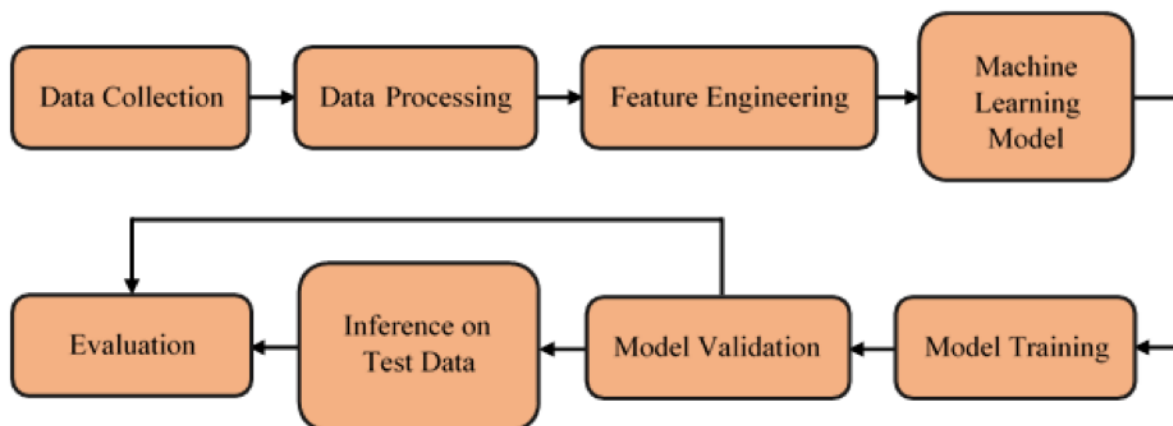 Data Collection
Data Processing
Feature Engineering
Machine
Learning
Model
Evaluation
Inference on
Test Data
Model Validation
Model Training